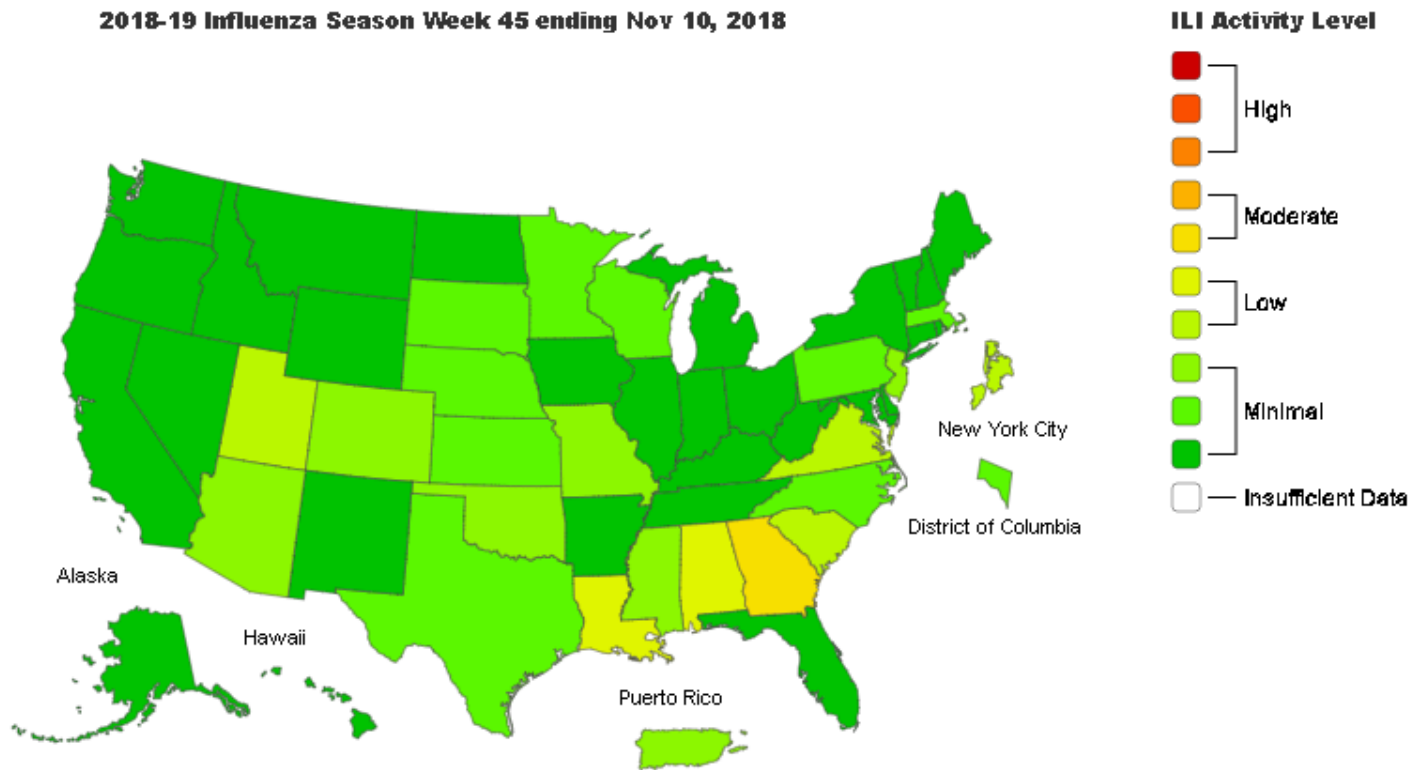 2018-19 Influenza Season Week 45 ending Nov 10, 2018
ILI Activity Level
High
Moderate
Low
Minimal
Insufficient Data
New York City
District of Columbia
Alaska
Hawaii
Puerto Rico